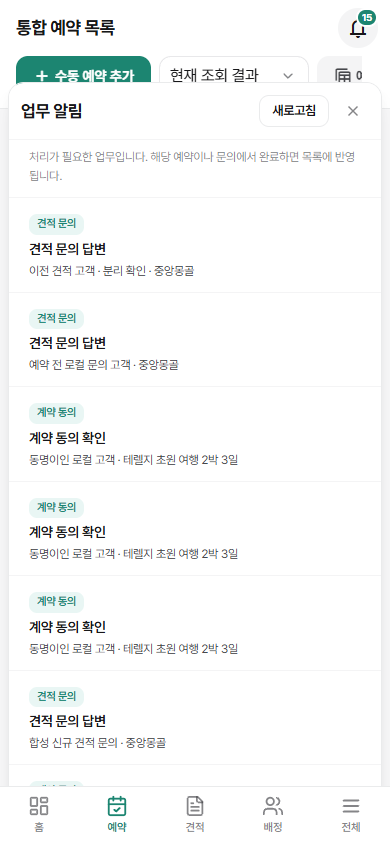 통합 예약 목록
15
수동 예약 추가
현재 조회 결과
업무 알림
새로고침
처리가 필요한 업무입니다. 해당 예약이나 문의에서 완료하면 목록에 반영
됩니다.
견적 문의
견적 문의 답변
이전 견적 고객 · 분리 확인 · 중앙몽골
견적 문의
견적 문의 답변
예약 전 로컬 문의 고객 · 중앙몽골
계약 동의
계약 동의 확인
동명이인 로컬 고객 · 테렐지 초원 여행 2박 3일
계약 동의
계약 동의 확인
동명이인 로컬 고객 · 테렐지 초원 여행 2박 3일
계약 동의
계약 동의 확인
동명이인 로컬 고객 · 테렐지 초원 여행 2박 3일
견적 문의
견적 문의 답변
합성 신규 견적 문의 · 중앙몽골
홈
예약
견적
배정
전체